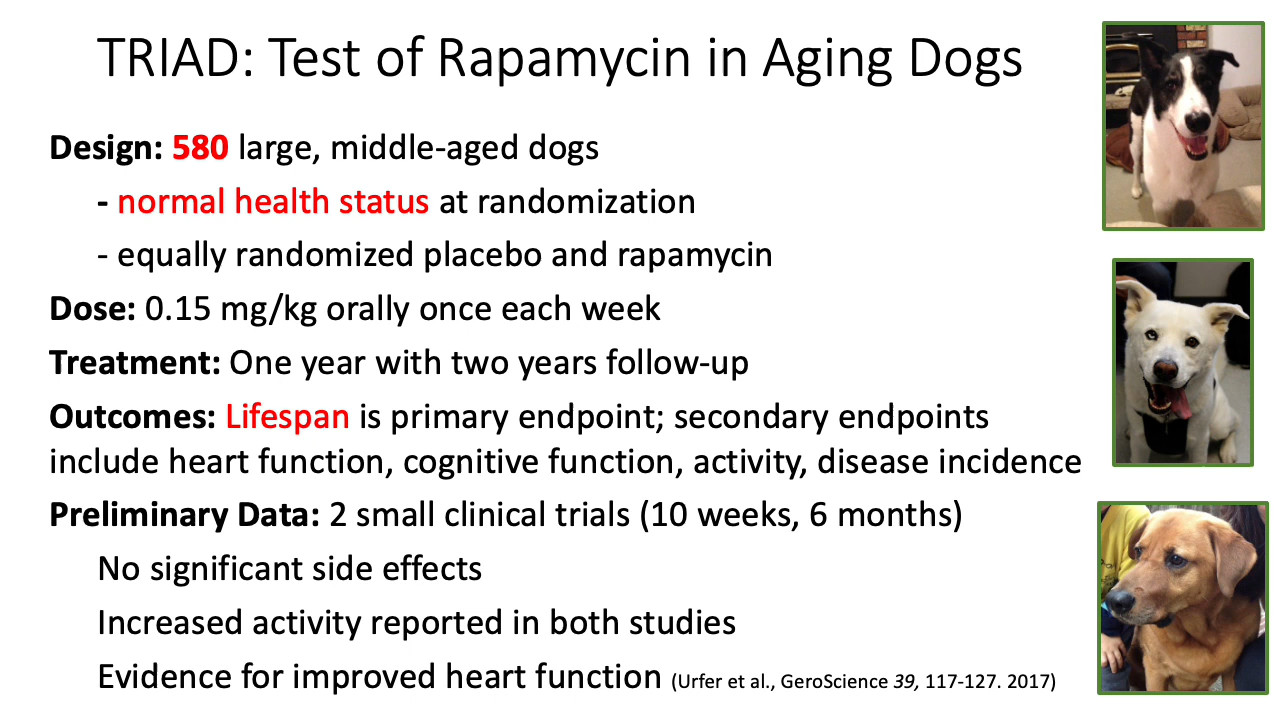 TRIAD: Test of Rapamycin in Aging Dogs
Design: 580 large, middle-aged dogs
- normal health status at randomization
- equally randomized placebo and rapamycin
Dose: 0.15 mg/kg orally once each week
Treatment: One year with two years follow-up
Outcomes: Lifespan is primary endpoint; secondary endpoints
include heart function, cognitive function, activity, disease incidence
Preliminary Data: 2 small clinical trials (10 weeks, 6 months)
No significant side effects
Increased activity reported in both studies
Evidence for improved heart function (Urfer et al., GeroScience 39, 117-127. 2017)